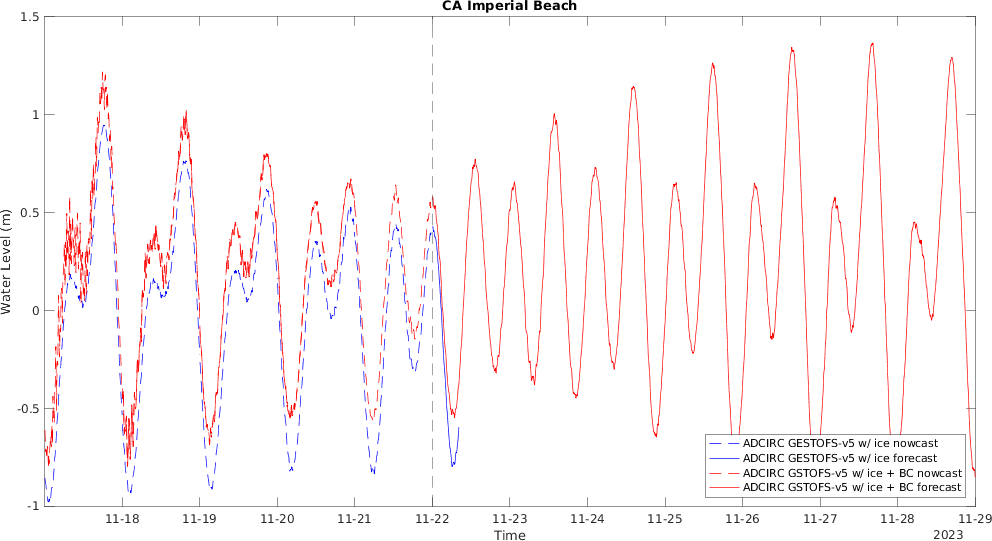 CA Imperial Beach
1.5
1
0.5
0
-0.5
-1
Water Level (m)
11-18
11-19
11-20
11-21
11-22
11-23
11-24
11-25
11-26
11-27
11-28
11-29
Time
2023
ADCIRC GESTOFS-v5 w/ ice nowcast
ADCIRC GESTOFS-v5 w/ ice forecast
ADCIRC GSTOFS-v5 w/ ice + BC nowcast
ADCIRC GSTOFS-v5 w/ ice + BC forecast